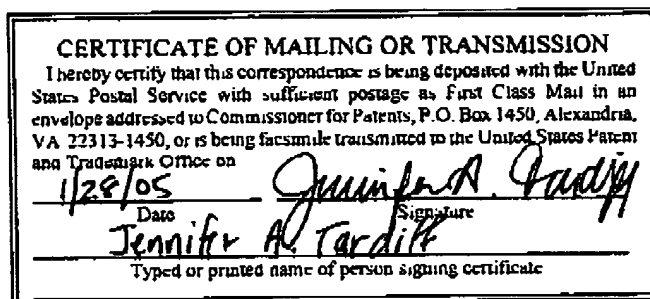 CERTIFICATE OF MAILING OR TRANSMISSION
I hereby certify that this correspondence is being deposited with the United
States Postal Service with sufficient postage as First Class Mail in an
envelope addressed to Commissioner for Patents, P.O. Box 1450, Alexandria,
VA 22313-1450, or is being facsimile transmitted to the United States Patent
and Trademark Office on
1/28/05 Jennifer A. Tardiff
Date Signature
Jennifer A. Tardiff
Typed or printed name of person signing certificate